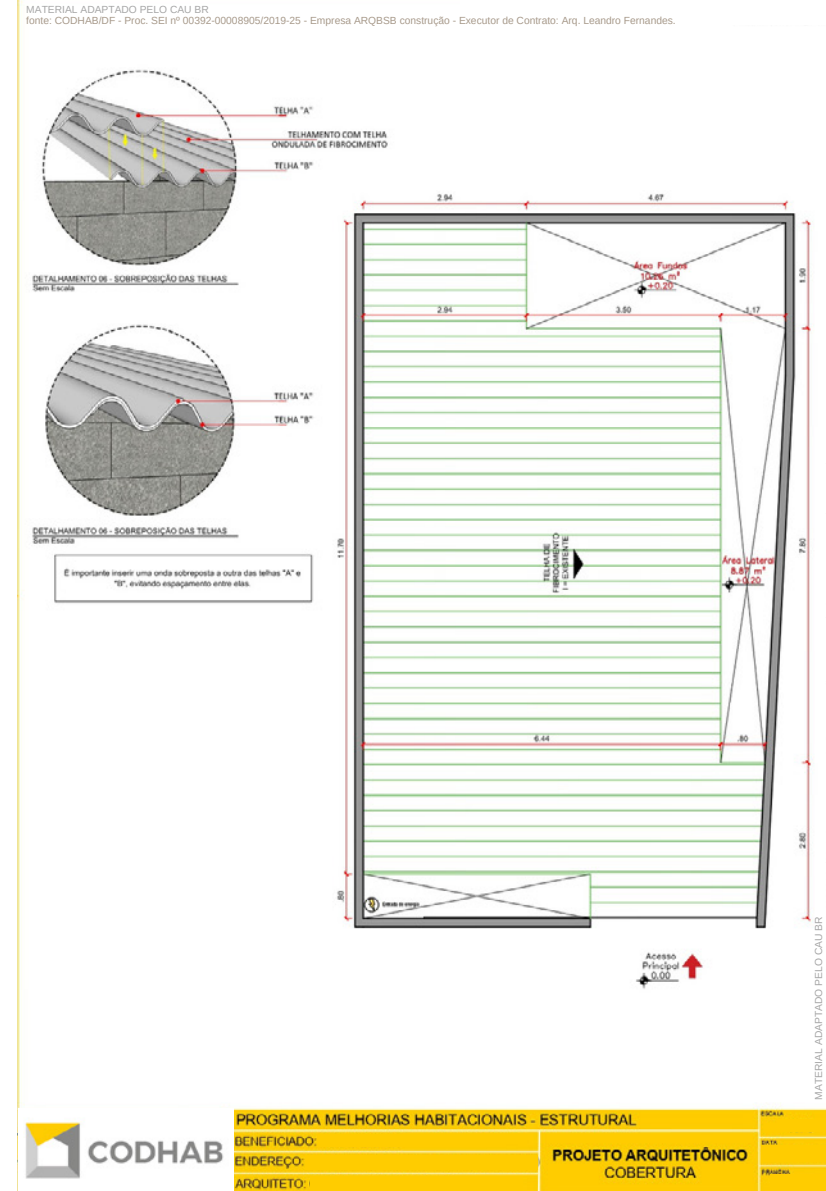 MATERIAL ADAPTADO PELO CAU BR
fonte: CODHAB/DF - Proc. SEI nº 00392-00008905/2019-25 - Empresa ARQBSB construção - Executor de Contrato: Arq. Leandro Fernandes.
TELHA "A"
TELHAMENTO COM TELHA
ONDULADA DE FIBROCIMENTO
TELHA "B"
DETALHAMENTO 06 - SOBREPOSIÇÃO DAS TELHAS
Sem Escala
TELHA "A"
TELHA "B"
DETALHAMENTO 06 - SOBREPOSIÇÃO DAS TELHAS
Sem Escala
É importante inserir uma onda sobreposta a outra das telhas "A" e
"B", evitando espaçamento entre elas.
2.94
4.67
Área Fundos
m²
+0.20
1.90
2.94
3.50
1.17
11.70
TELHA DE
FIBROCIMENTO
I = EXISTENTE
7.80
Área Lateral
8.87 m²
+0.20
6.44
.80
2.80
.80
Entrada de energia
Acesso
Principal
0.00
MATERIAL ADAPTADO PELO CAU BR
CODHAB
PROGRAMA MELHORIAS HABITACIONAIS - ESTRUTURAL
BENEFICIADO:
ENDEREÇO:
ARQUITETO:
PROJETO ARQUITETÔNICO
COBERTURA
ESCALA
DATA
PRANCHA